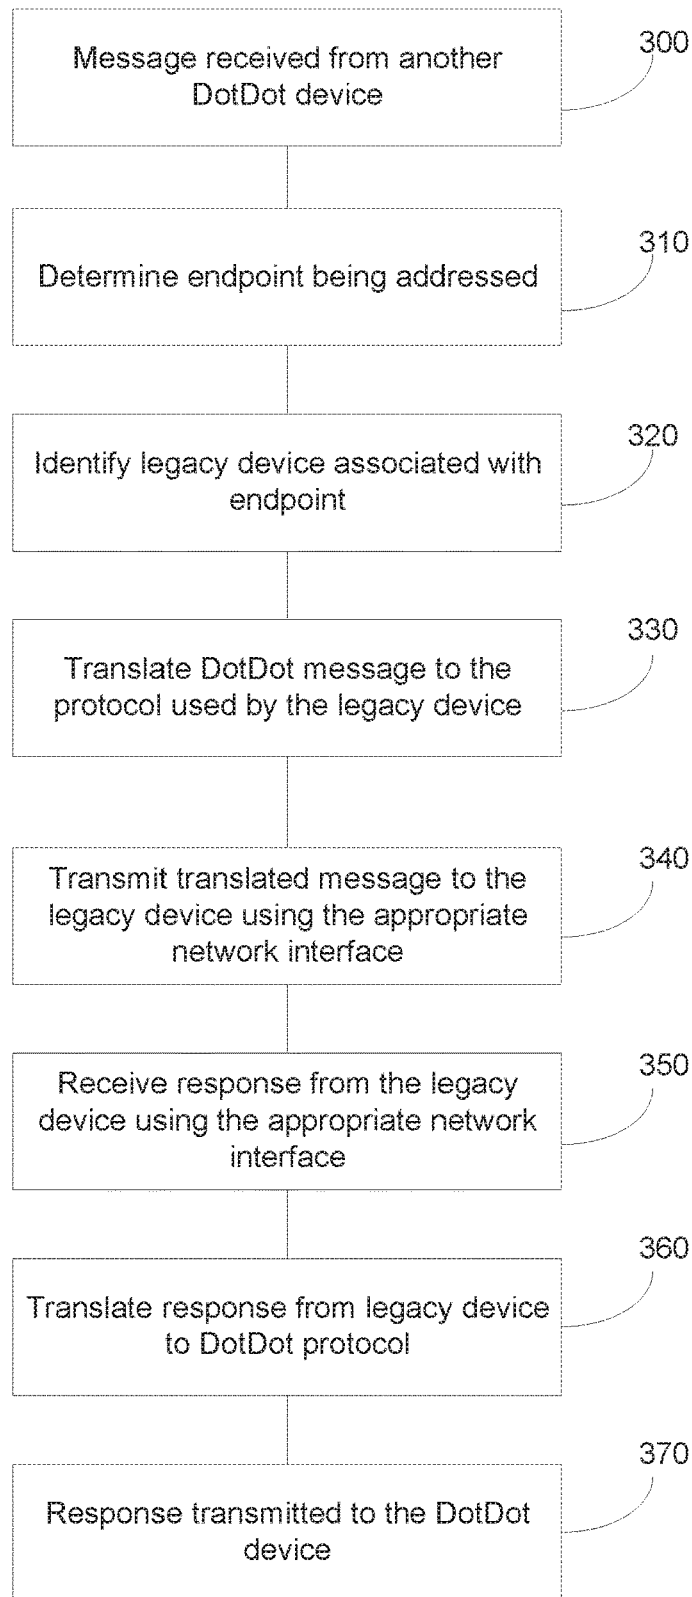 Message received from another
DotDot device
300
Determine endpoint being addressed
310
Identify legacy device associated with
endpoint
320
Translate DotDot message to the
protocol used by the legacy device
330
Transmit translated message to the
legacy device using the appropriate
network interface
340
Receive response from the legacy
device using the appropriate network
interface
350
Translate response from legacy device
to DotDot protocol
360
Response transmitted to the DotDot
device
370